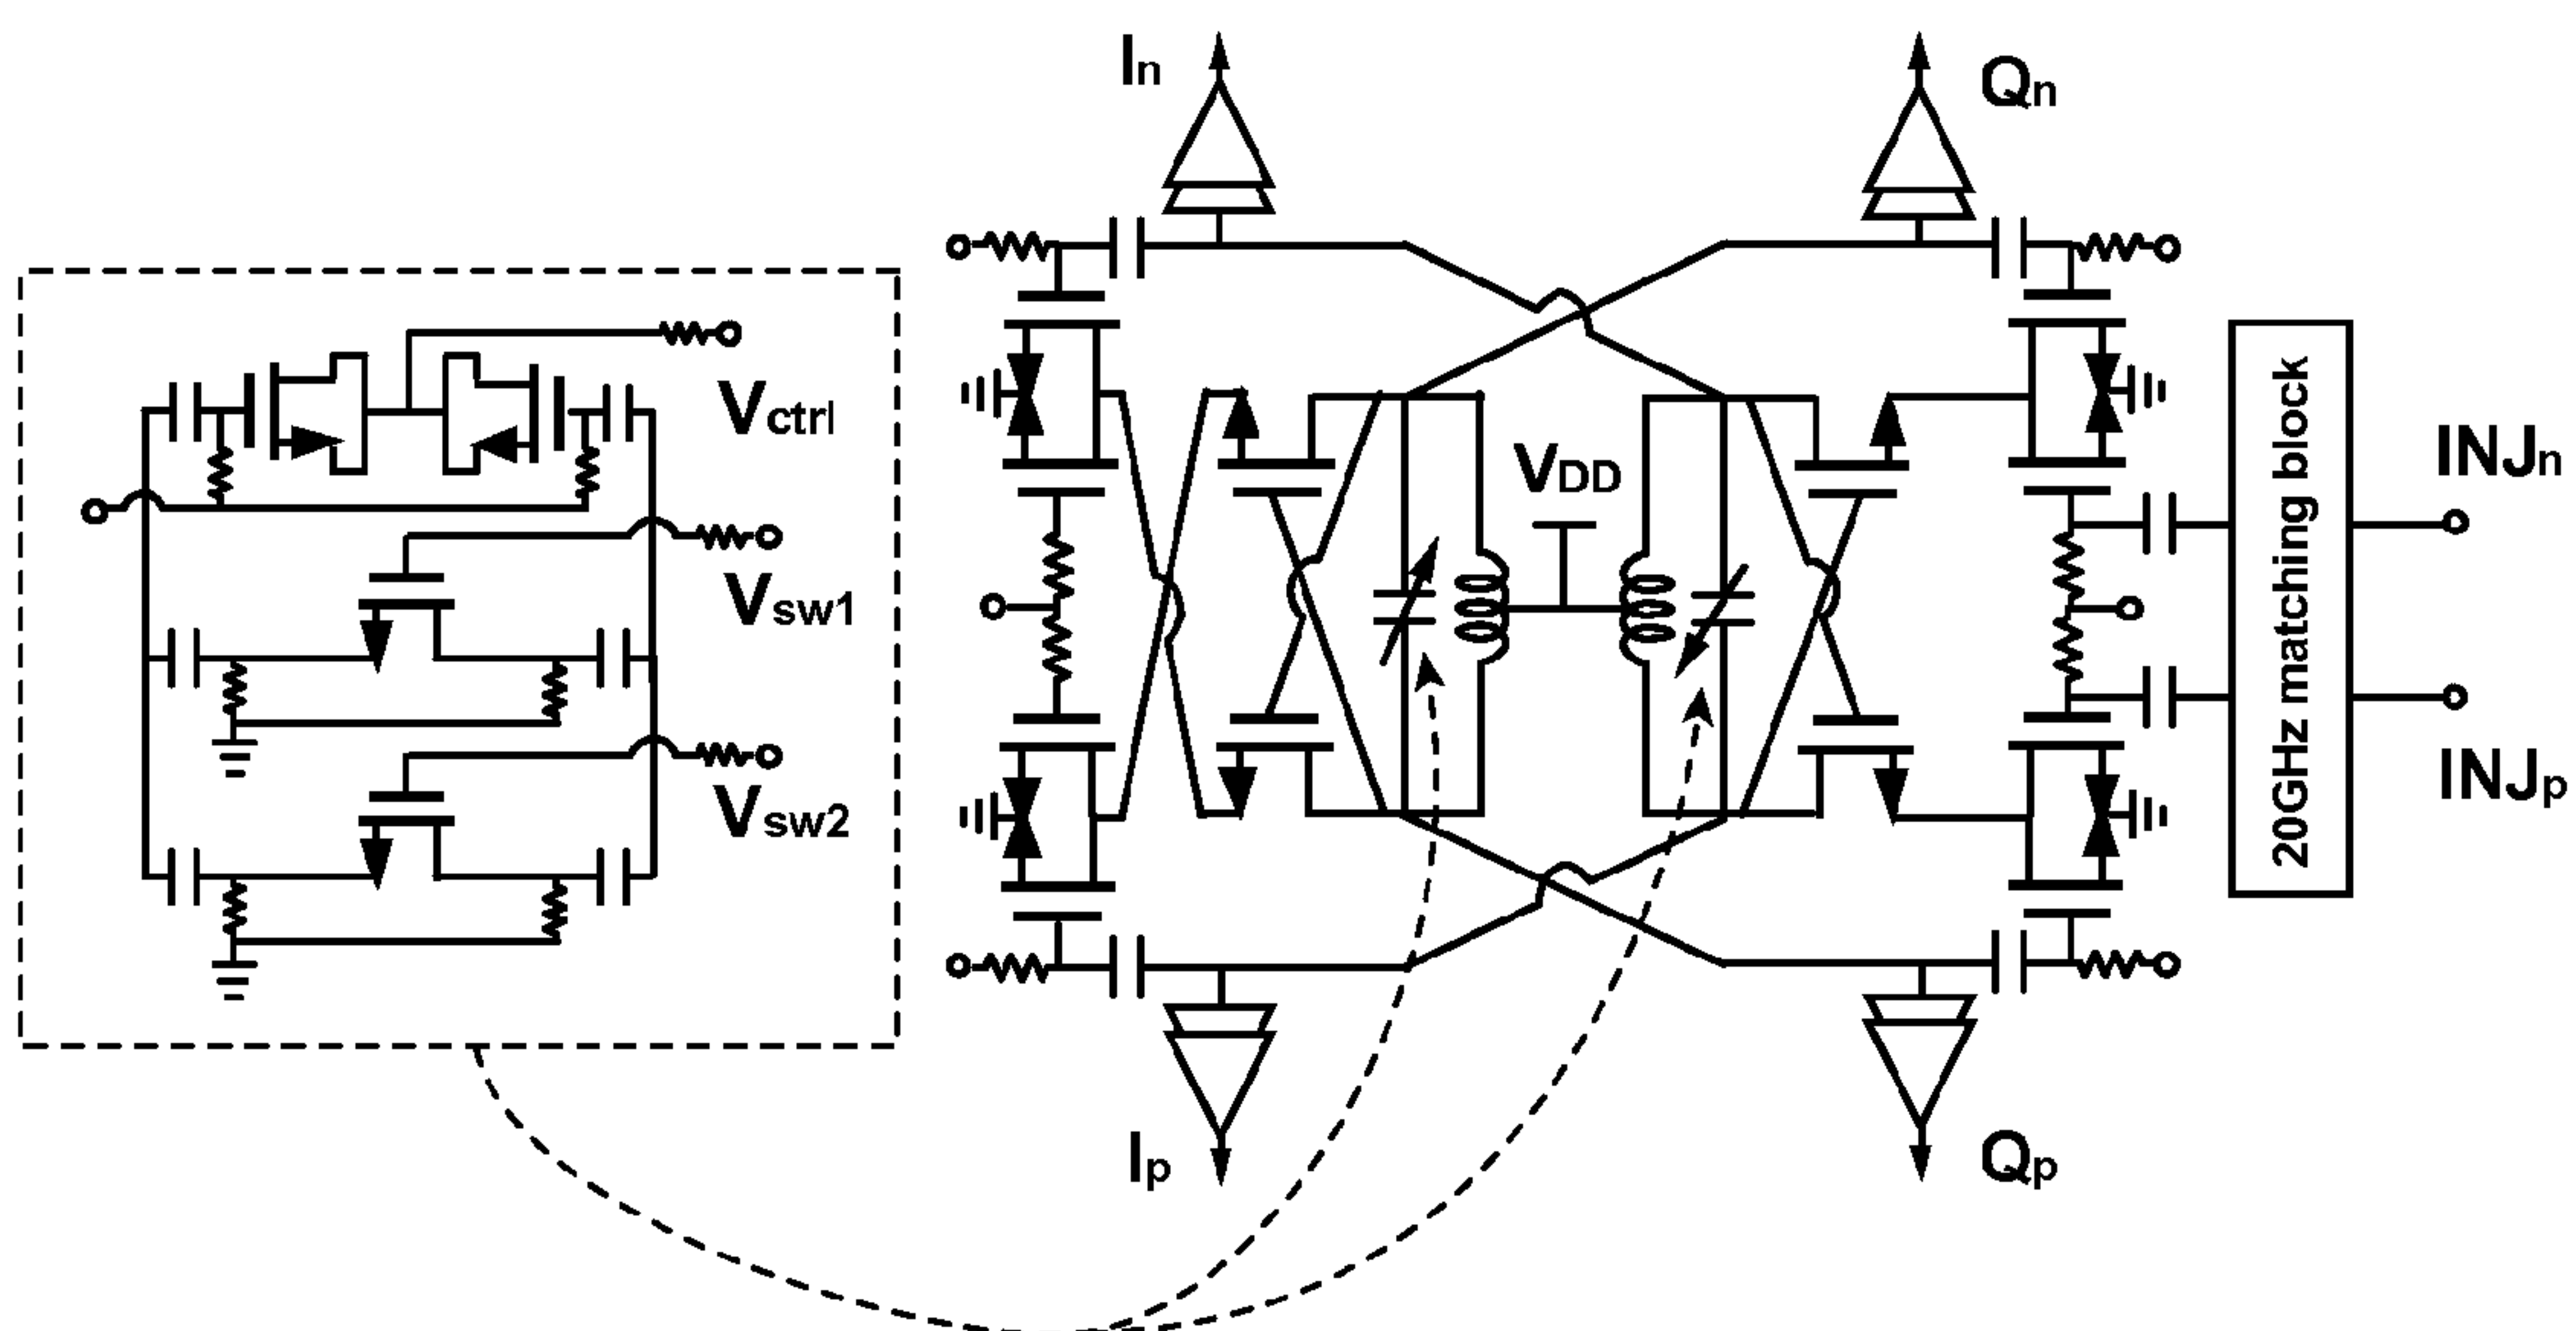 In
Qn
Vctrl
Vsw1
Vsw2
VDD
20GHz matching block
INJn
INJp
Ip
Qp